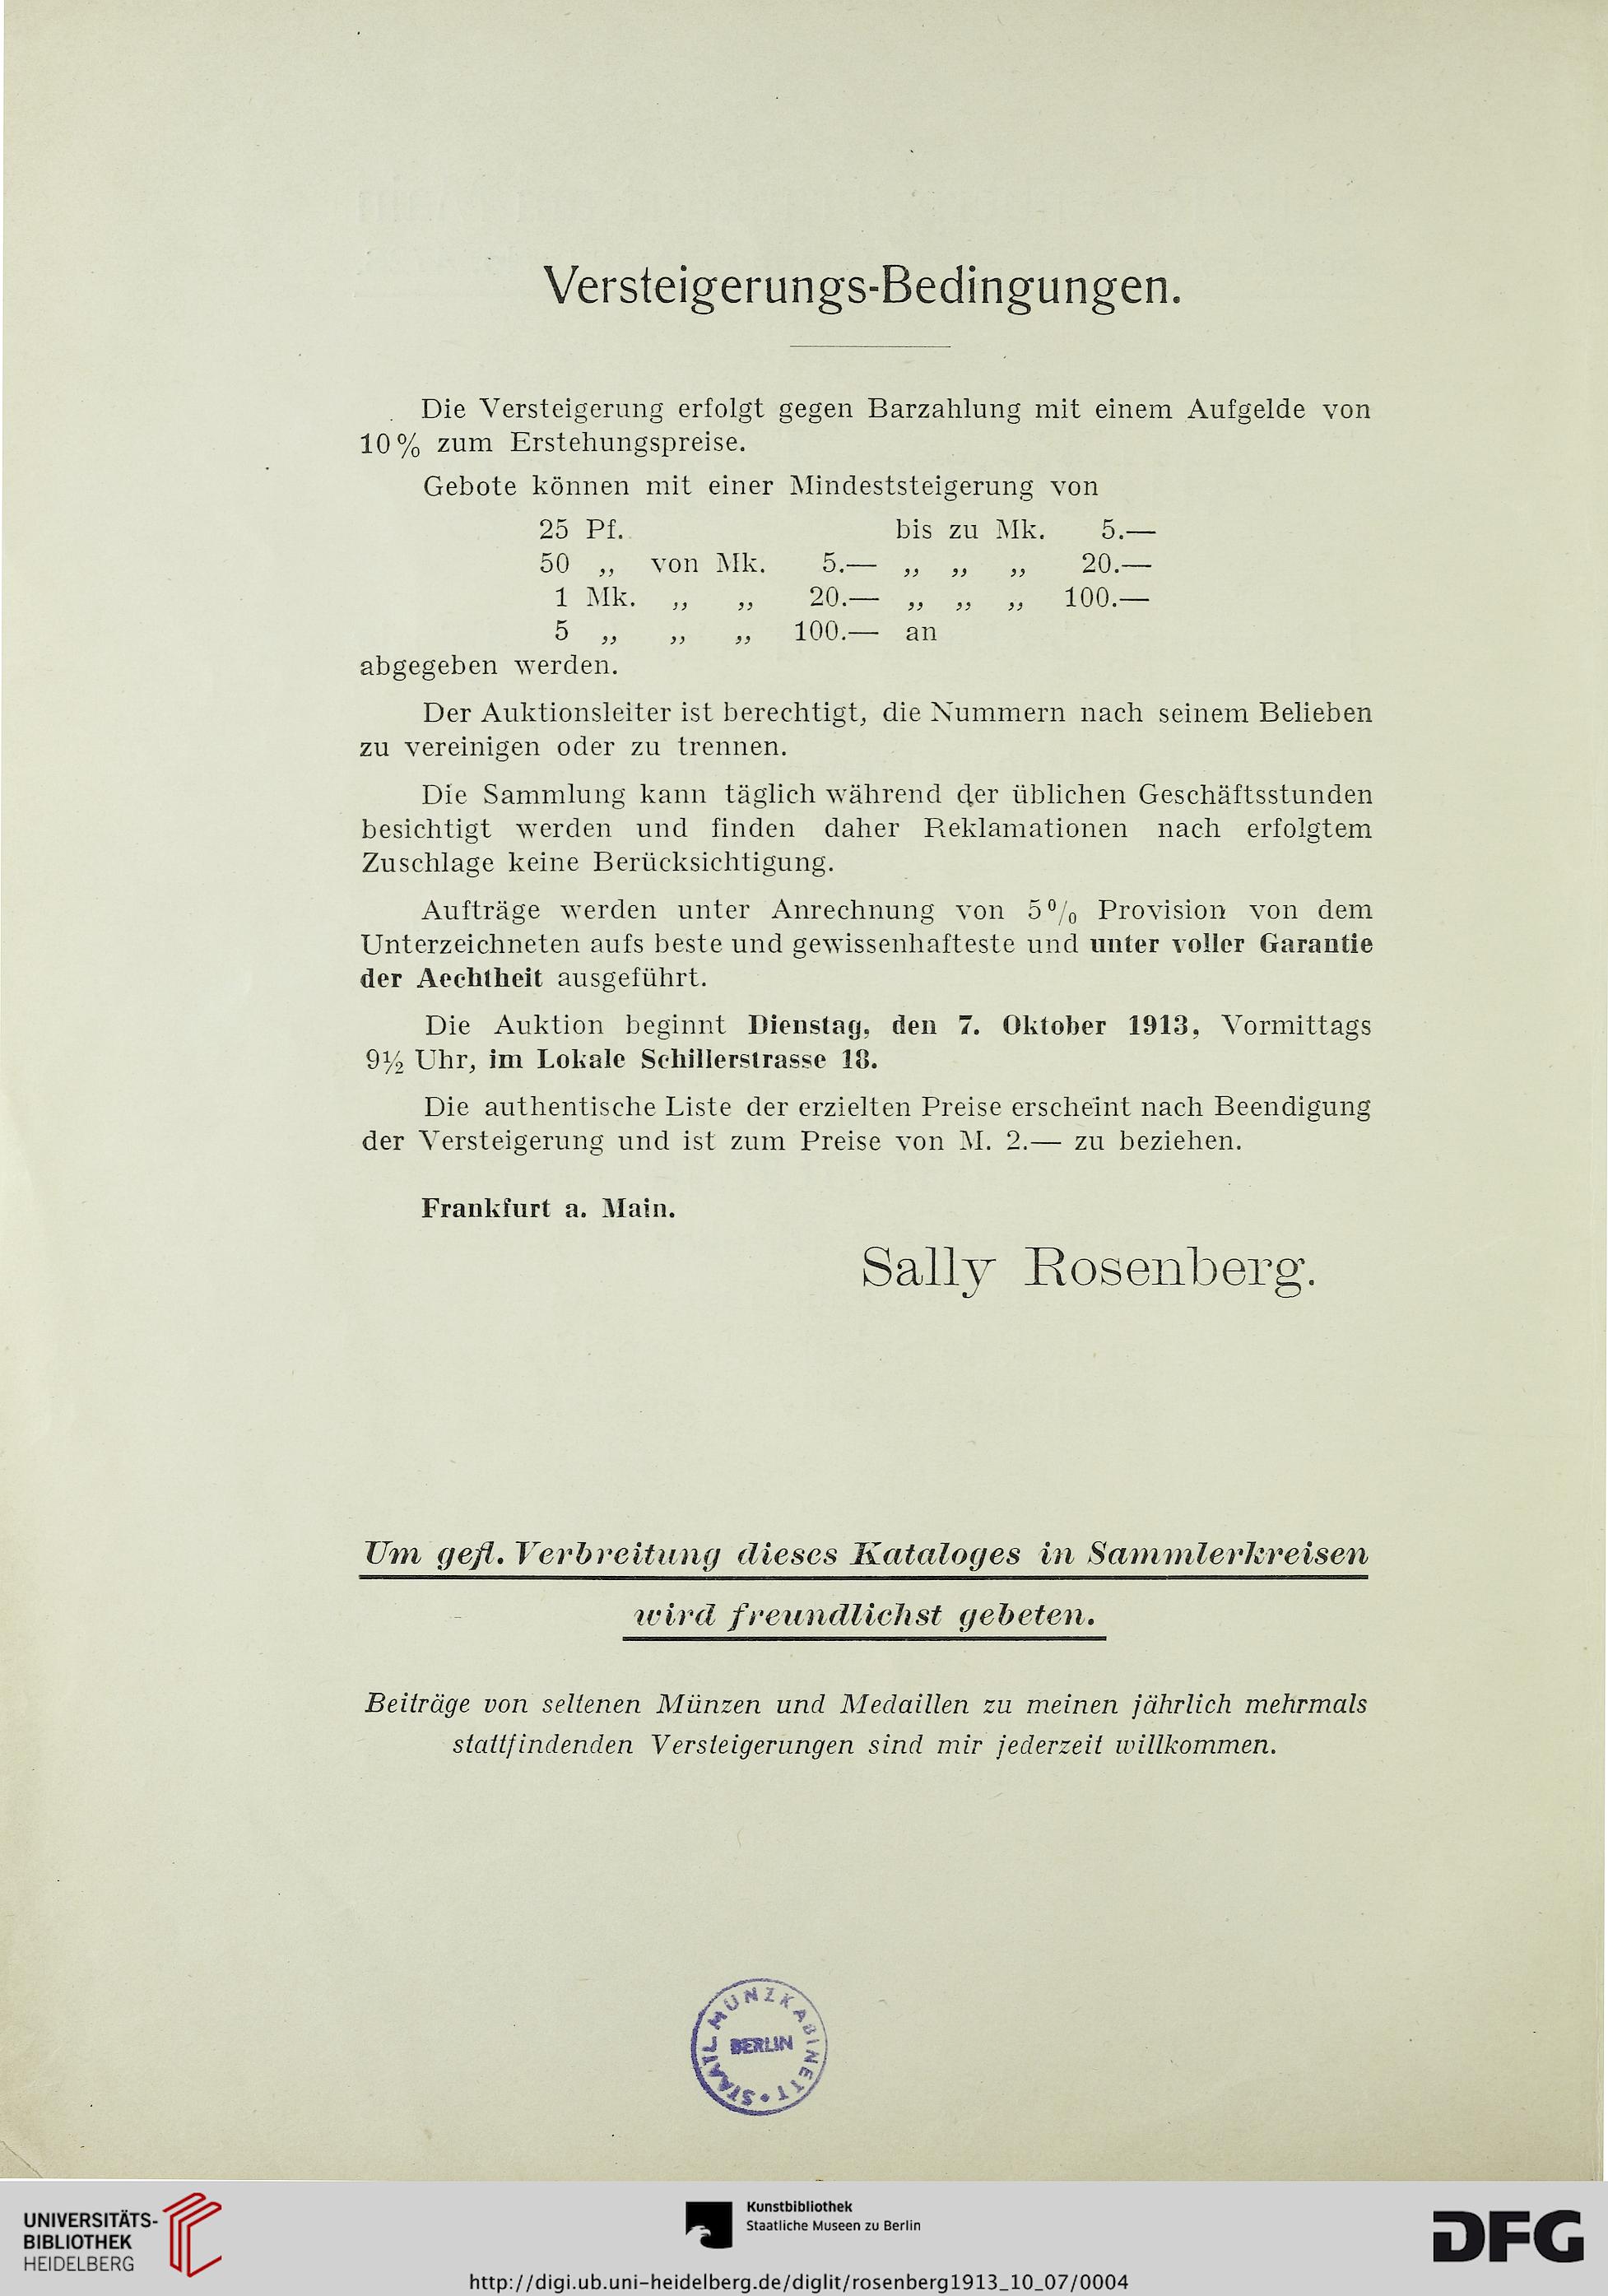 Versteigerungs-Bedingungen.
Die Versteigerung erfolgt gegen Barzahlung mit einem Aufgelde von
10% zum Erstehungspreise.
Gebote können mit einer Mindeststeigerung von
25 Pf. bis zu Mk. 5.—
50 „ von Mk. 5.— „ „ „ 20.—
1 Mk. „ „ 20.— „ „ „ 100.—
5 „ „ „ 100.— an
abgegeben werden.
Der Auktionsleiter ist berechtigt, die Nummern nach seinem Belieben
zu vereinigen oder zu trennen.
Die Sammlung kann täglich während der üblichen Geschäftsstunden
besichtigt werden und finden daher Reklamationen nach erfolgtem
Zuschlage keine Berücksichtigung.
Aufträge werden unter Anrechnung von 5% Provision von dem
Unterzeichneten aufs beste und gewissenhafteste und unter voller Garantie
der Aechtheit ausgeführt.
Die Auktion beginnt Dienstag, den 7. Oktober 1913, Vormittags
9½ Uhr, im Lokale Schillerstrasse 18.
Die authentische Liste der erzielten Preise erscheint nach Beendigung
der Versteigerung und ist zum Preise von M. 2.— zu beziehen.
Frankfurt a. Main.
Sally Rosenberg.
Um gefl. Verbreitung dieses Kataloges in Sammlerkreisen
wird freundlichst gebeten.
Beiträge von seltenen Münzen und Medaillen zu meinen jährlich mehrmals
stattfindenden Versteigerungen sind mir jederzeit willkommen.
STAATL. MÜNZKABINETT •
BERLIN
UNIVERSITÄTS-
BIBLIOTHEK
HEIDELBERG
Kunstbibliothek
Staatliche Museen zu Berlin
DFG
http://digi.ub.uni-heidelberg.de/diglit/rosenberg1913_10_07/0004